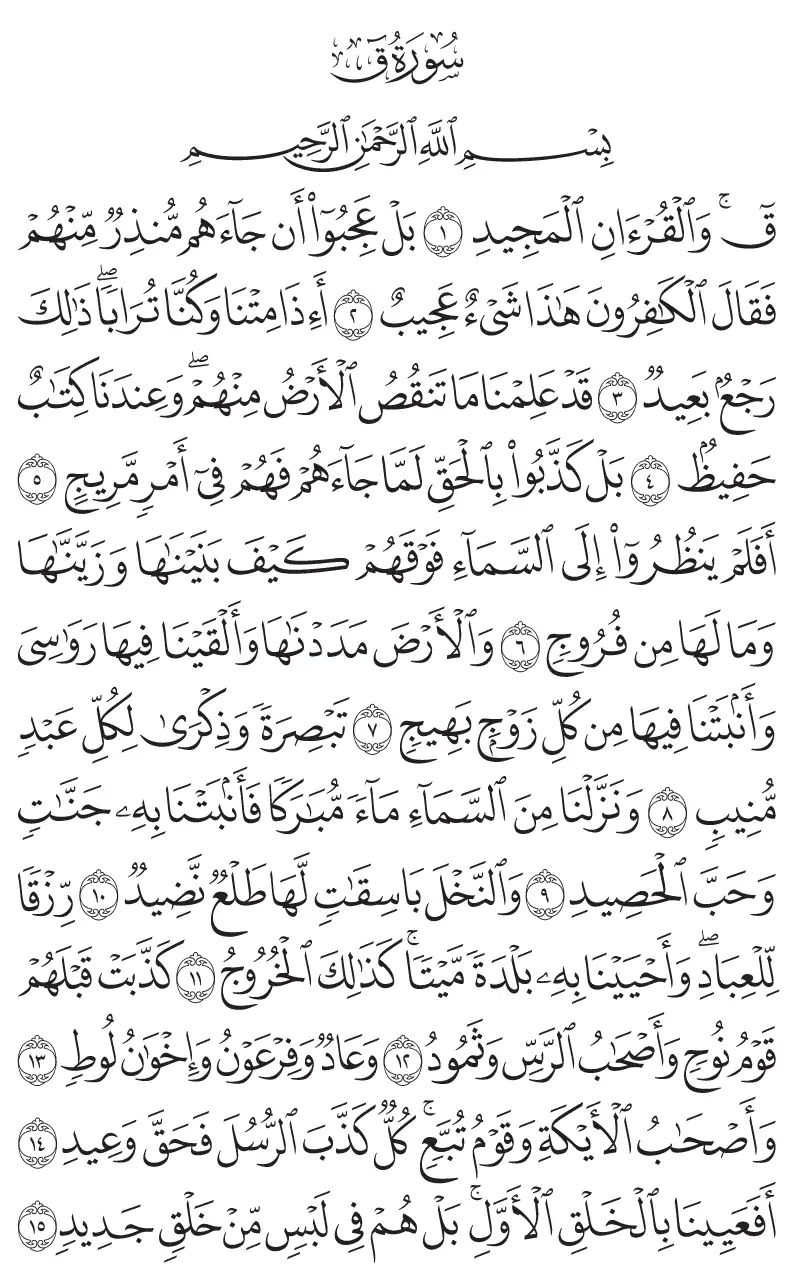 سُورَةُ قٓ
بِسْمِ ٱللَّهِ ٱلرَّحْمَٰنِ ٱلرَّحِيمِ
قٓۚ وَٱلْقُرْءَانِ ٱلْمَجِيدِ ١ بَلْ عَجِبُوٓا۟ أَن جَآءَهُم مُّنذِرٌ مِّنْهُمْ
فَقَالَ ٱلْكَٰفِرُونَ هَٰذَا شَىْءٌ عَجِيبٌ ٢ أَءِذَا مِتْنَا وَكُنَّا تُرَابًاۖ ذَٰلِكَ
رَجْعٌۢ بَعِيدٌ ٣ قَدْ عَلِمْنَا مَا تَنقُصُ ٱلْأَرْضُ مِنْهُمْۖ وَعِندَنَا كِتَٰبٌ
حَفِيظٌۢ ٤ بَلْ كَذَّبُوا۟ بِٱلْحَقِّ لَمَّا جَآءَهُمْ فَهُمْ فِىٓ أَمْرٍ مَّرِيجٍ ٥
أَفَلَمْ يَنظُرُوٓا۟ إِلَى ٱلسَّمَآءِ فَوْقَهُمْ كَيْفَ بَنَيْنَٰهَا وَزَيَّنَّٰهَا
وَمَا لَهَا مِن فُرُوجٍ ٦ وَٱلْأَرْضَ مَدَدْنَٰهَا وَأَلْقَيْنَا فِيهَا رَوَٰسِىَ
وَأَنۢبَتْنَا فِيهَا مِن كُلِّ زَوْجٍۭ بَهِيجٍ ٧ تَبْصِرَةً وَذِكْرَىٰ لِكُلِّ عَبْدٍ
مُّنِيبٍ ٨ وَنَزَّلْنَا مِنَ ٱلسَّمَآءِ مَآءً مُّبَٰرَكًا فَأَنۢبَتْنَا بِهِۦ جَنَّٰتٍ
وَحَبَّ ٱلْحَصِيدِ ٩ وَٱلنَّخْلَ بَاسِقَٰتٍ لَّهَا طَلْعٌ نَّضِيدٌ ١٠ رِّزْقًا
لِّلْعِبَادِۖ وَأَحْيَيْنَا بِهِۦ بَلْدَةً مَّيْتًاۚ كَذَٰلِكَ ٱلْخُرُوجُ ١١ كَذَّبَتْ قَبْلَهُمْ
قَوْمُ نُوحٍ وَأَصْحَٰبُ ٱلرَّسِّ وَثَمُودُ ١٢ وَعَادٌ وَفِرْعَوْنُ وَإِخْوَٰنُ لُوطٍ ١٣
وَأَصْحَٰبُ ٱلْأَيْكَةِ وَقَوْمُ تُبَّعٍۚ كُلٌّ كَذَّبَ ٱلرُّسُلَ فَحَقَّ وَعِيدِ ١٤
أَفَعَيِينَا بِٱلْخَلْقِ ٱلْأَوَّلِۚ بَلْ هُمْ فِى لَبْسٍ مِّنْ خَلْقٍ جَدِيدٍ ١٥